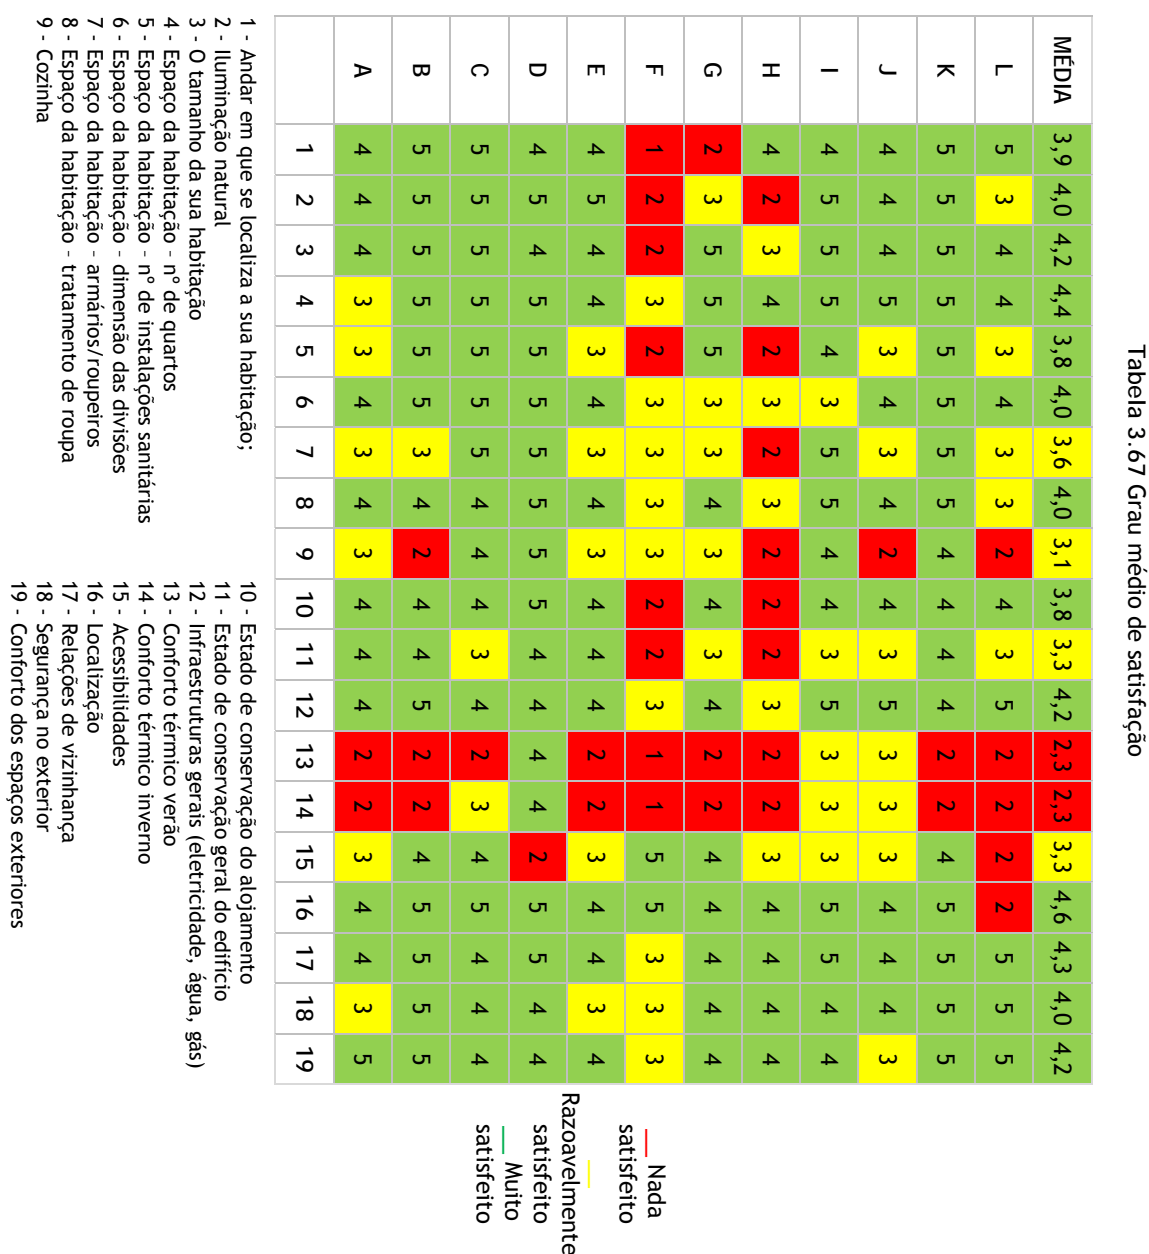 Tabela 3.67 Grau médio de satisfação
MÉDIA 3,9 4,0 4,2 4,4 3,8 4,0 3,6 4,0 3,1 3,8 3,3 4,2 2,3 2,3 3,3 4,6 4,3 4,0 4,2
L 5 3 4 4 3 4 3 3 2 4 3 5 2 2 2 2 5 5 5
K 5 5 5 5 5 5 5 5 4 4 4 4 2 2 4 5 5 5 5
J 4 4 4 5 3 4 3 4 2 4 3 5 3 3 3 4 4 4 3
I 4 5 5 5 4 3 5 5 4 4 3 5 3 3 3 5 5 4 4
H 4 2 3 4 2 3 2 3 2 2 2 3 2 2 3 4 4 4 4
G 2 3 5 5 5 3 3 4 3 4 3 4 2 2 4 4 4 4 4
F 1 2 2 3 2 3 3 3 3 2 2 3 1 1 5 5 3 3 3
E 4 5 4 4 3 4 3 4 3 4 4 4 2 2 3 4 4 3 4
D 4 5 4 5 5 5 5 5 5 5 4 4 4 4 2 5 5 4 4
C 5 5 5 5 5 5 5 4 4 4 3 4 2 3 4 5 4 4 4
B 5 5 5 5 5 5 3 4 2 4 4 5 2 2 4 5 5 5 5
A 4 4 4 3 3 4 3 4 3 4 4 4 2 2 3 4 4 3 5
1 2 3 4 5 6 7 8 9 10 11 12 13 14 15 16 17 18 19
Nada
satisfeito
Razoavelmente
satisfeito
Muito
satisfeito
1 - Andar em que se localiza a sua habitação;
2 - Iluminação natural
3 - O tamanho da sua habitação
4 - Espaço da habitação - nº de quartos
5 - Espaço da habitação - nº de instalações sanitárias
6 - Espaço da habitação - dimensão das divisões
7 - Espaço da habitação - armários/roupeiros
8 - Espaço da habitação - tratamento de roupa
9 - Cozinha
10 - Estado de conservação do alojamento
11 - Estado de conservação geral do edifício
12 - Infraestruturas gerais (eletricidade, água, gás)
13 - Conforto térmico verão
14 - Conforto térmico inverno
15 - Acessibilidades
16 - Localização
17 - Relações de vizinhança
18 - Segurança no exterior
19 - Conforto dos espaços exteriores